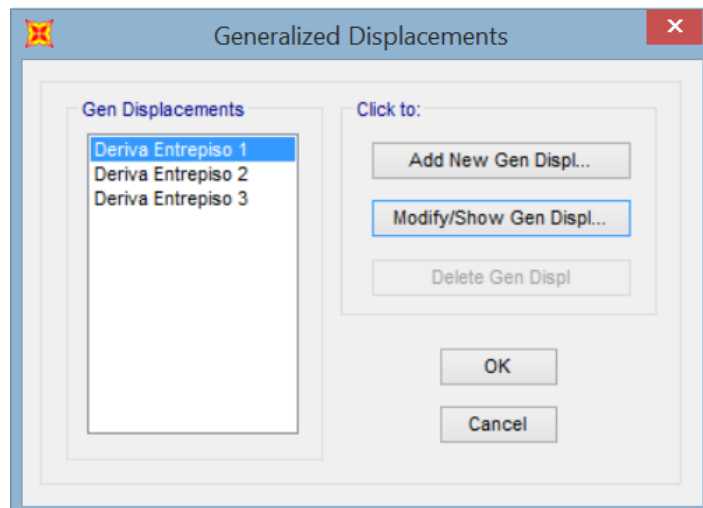 Generalized Displacements
Gen Displacements
Deriva Entrepiso 1
Deriva Entrepiso 2
Deriva Entrepiso 3
Click to:
Add New Gen Displ...
Modify/Show Gen Displ...
Delete Gen Displ
OK
Cancel